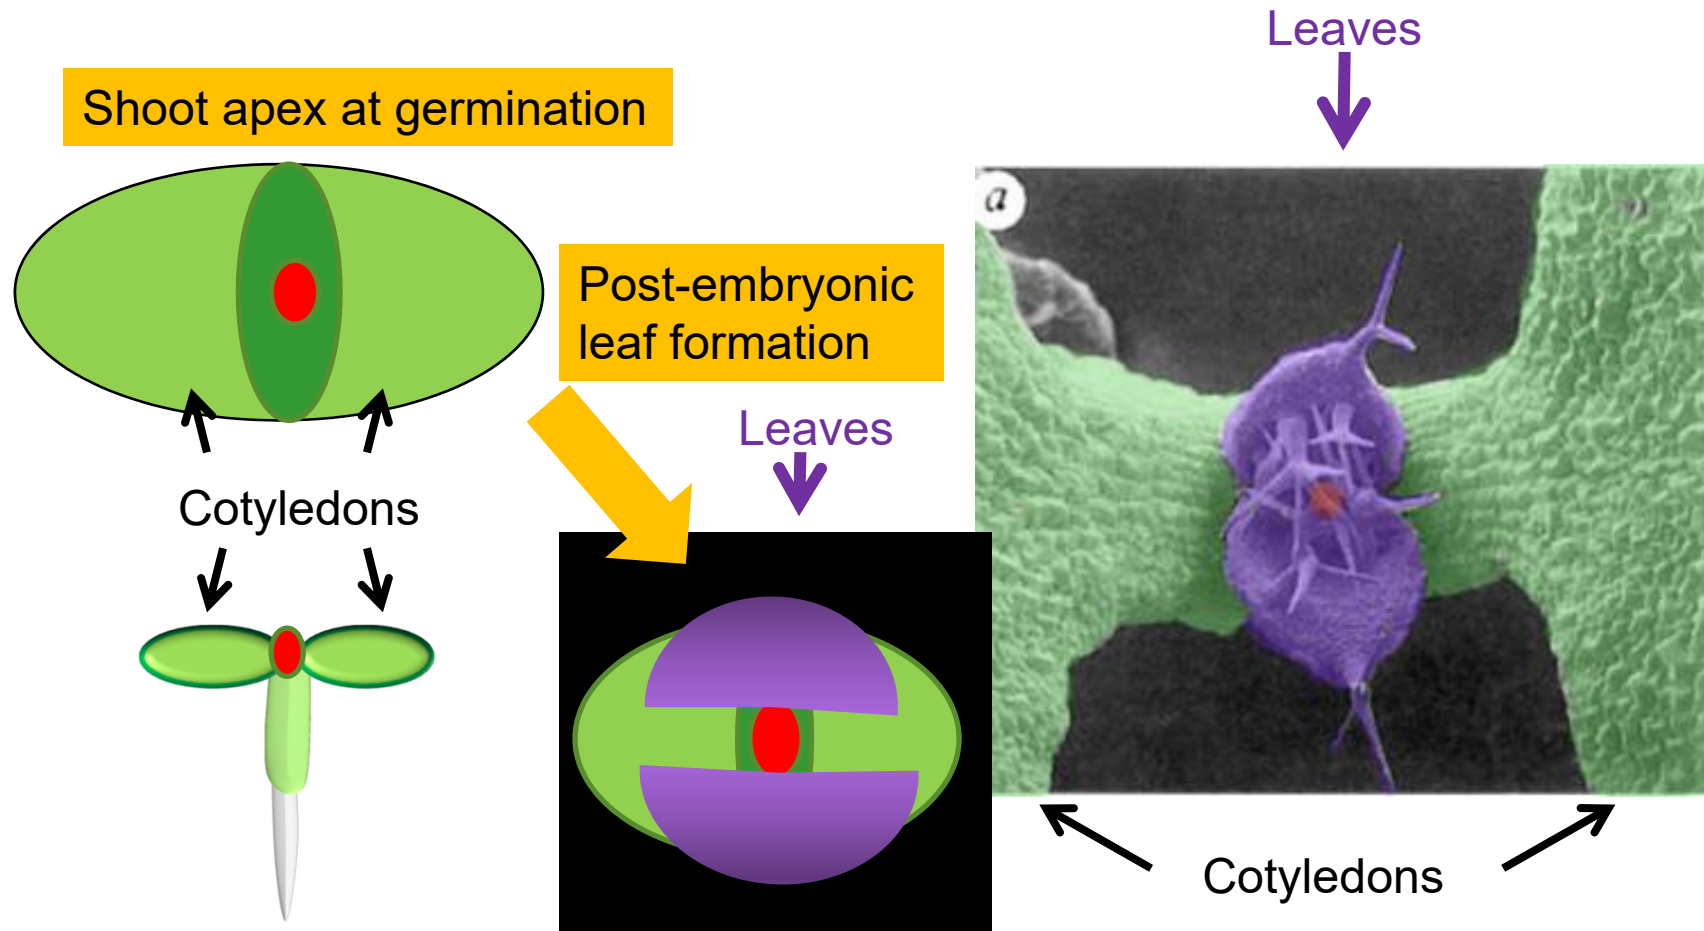 Shoot apex at germination
Cotyledons
Post-embryonic
leaf formation
Leaves
Leaves
a
Cotyledons